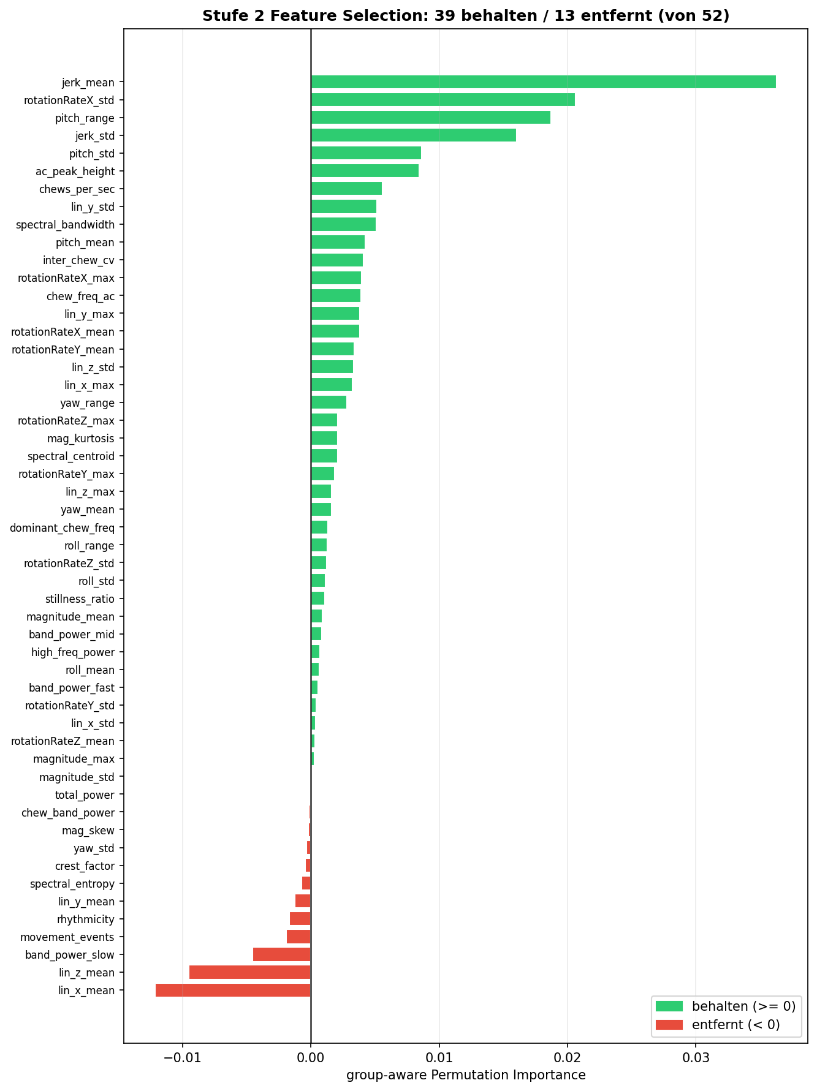 Stufe 2 Feature Selection: 39 behalten / 13 entfernt (von 52)
jerk_mean
rotationRateX_std
pitch_range
jerk_std
pitch_std
ac_peak_height
chews_per_sec
lin_y_std
spectral_bandwidth
pitch_mean
inter_chew_cv
rotationRateX_max
chew_freq_ac
lin_y_max
rotationRateX_mean
rotationRateY_mean
lin_z_std
lin_x_max
yaw_range
rotationRateZ_max
mag_kurtosis
spectral_centroid
rotationRateY_max
lin_z_max
yaw_mean
dominant_chew_freq
roll_range
rotationRateZ_std
roll_std
stillness_ratio
magnitude_mean
band_power_mid
high_freq_power
roll_mean
band_power_fast
rotationRateY_std
lin_x_std
rotationRateZ_mean
magnitude_max
magnitude_std
total_power
chew_band_power
mag_skew
yaw_std
crest_factor
spectral_entropy
lin_y_mean
rhythmicity
movement_events
band_power_slow
lin_z_mean
lin_x_mean
behalten (>= 0)
entfernt (< 0)
−0.01 0.00 0.01 0.02 0.03
group-aware Permutation Importance